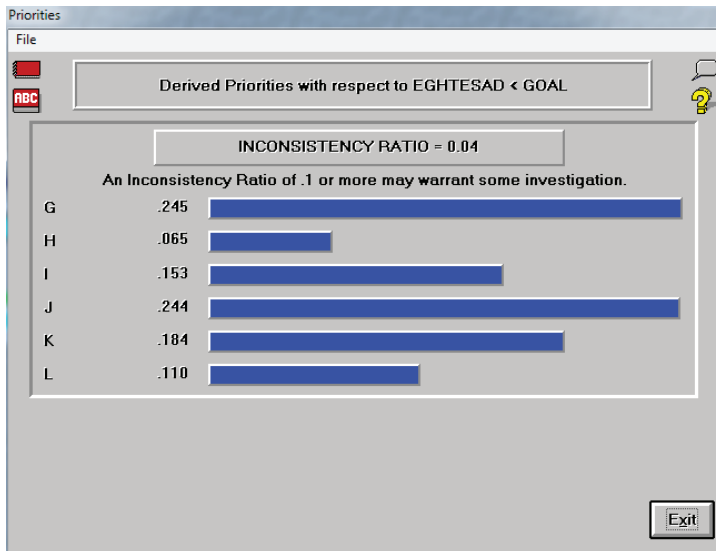 Priorities
File
ABC
Derived Priorities with respect to EGHTESAD < GOAL
?
INCONSISTENCY RATIO = 0.04
An Inconsistency Ratio of .1 or more may warrant some investigation.
G .245
H .065
I .153
J .244
K .184
L .110
Exit